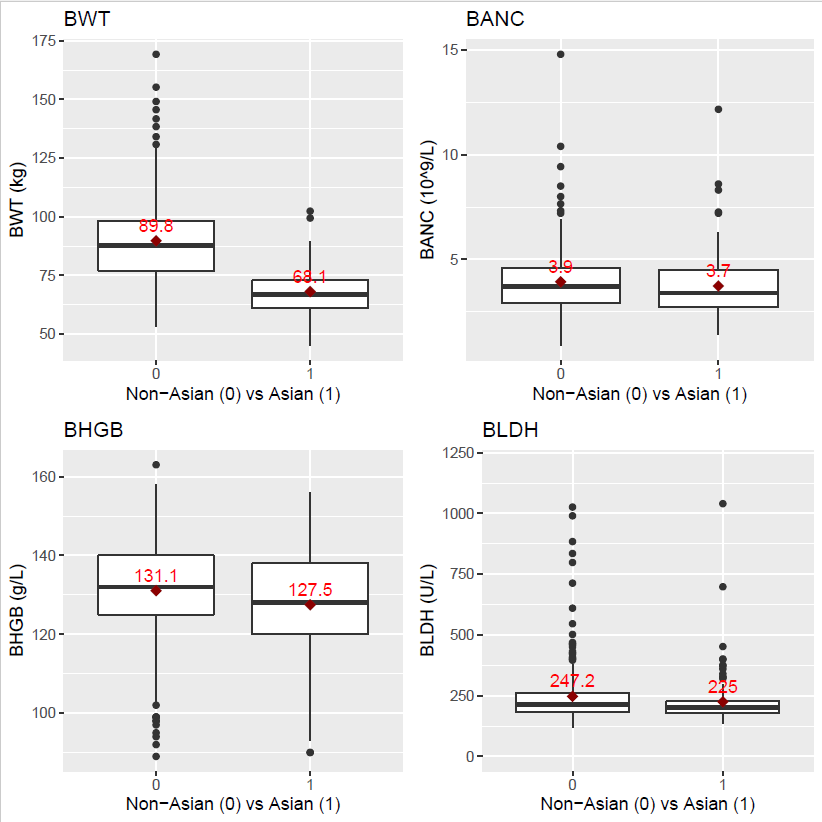 BWT
BWT (kg)
175
150
125
100
75
50
89.8
68.1
0
1
Non−Asian (0) vs Asian (1)
BANC
BANC (10^9/L)
15
10
5
3.9
3.7
0
1
Non−Asian (0) vs Asian (1)
BHGB
BHGB (g/L)
160
140
120
100
131.1
127.5
0
1
Non−Asian (0) vs Asian (1)
BLDH
BLDH (U/L)
1250
1000
750
500
250
0
247.2
225
0
1
Non−Asian (0) vs Asian (1)